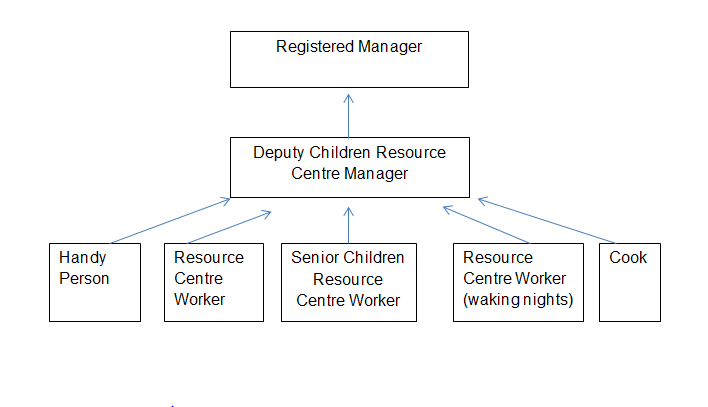 Registered Manager
Deputy Children Resource
Centre Manager
Handy
Person
Resource
Centre
Worker
Senior Children
Resource
Centre Worker
Resource
Centre Worker
(waking nights)
Cook